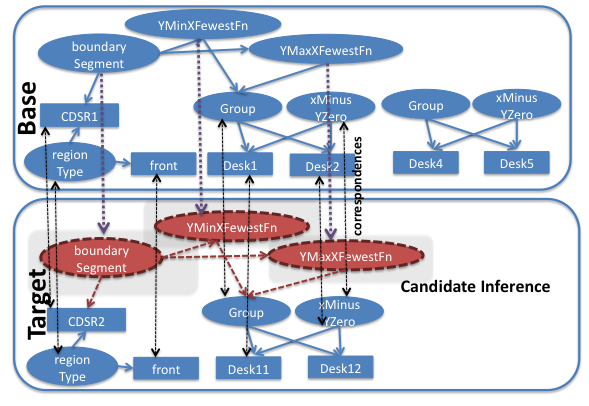 Base
YMinXFewestFn
boundary
Segment
YMaxXFewestFn
CDSR1
Group
xMinus
YZero
Group
xMinus
YZero
region
Type
front
Desk1
Desk2
Desk4
Desk5
correspondences
Target
YMinXFewestFn
boundary
Segment
YMaxXFewestFn
Candidate Inference
CDSR2
Group
xMinus
YZero
region
Type
front
Desk11
Desk12